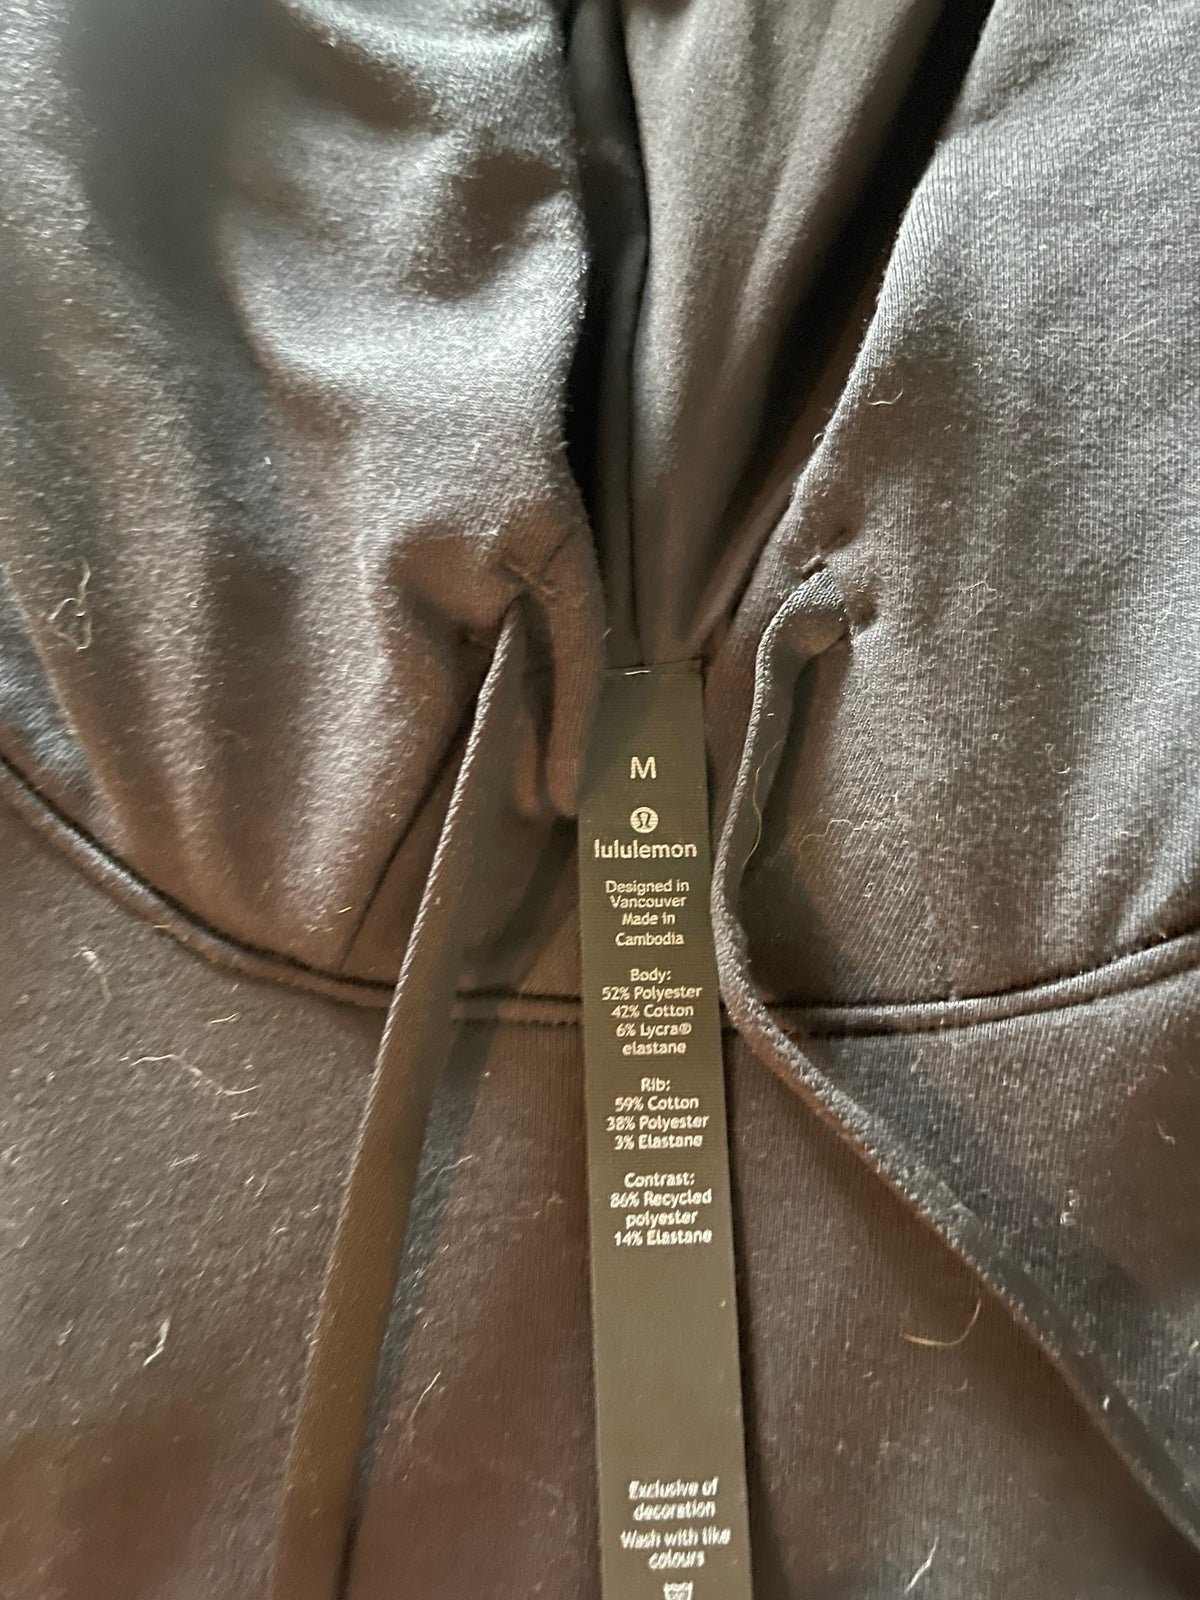 M
lululemon
Designed in
Vancouver
Made in
Cambodia
Body:
52% Polyester
42% Cotton
6% Lycra®
elastane
Rib:
59% Cotton
38% Polyester
3% Elastane
Contrast:
86% Recycled
polyester
14% Elastane
Exclusive of
decoration
Wash with like
colours